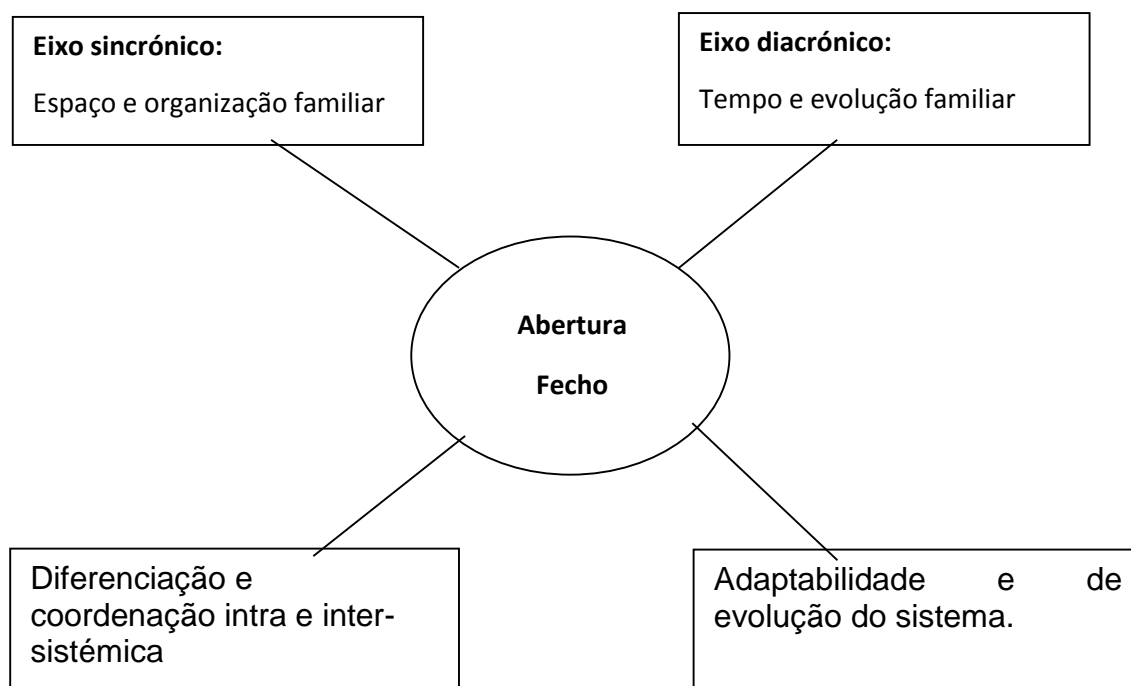 Eixo sincrónico:
Espaço e organização familiar
Eixo diacrónico:
Tempo e evolução familiar
Abertura
Fecho
Diferenciação e
coordenação intra e inter-
sistémica
Adaptabilidade e de
evolução do sistema.